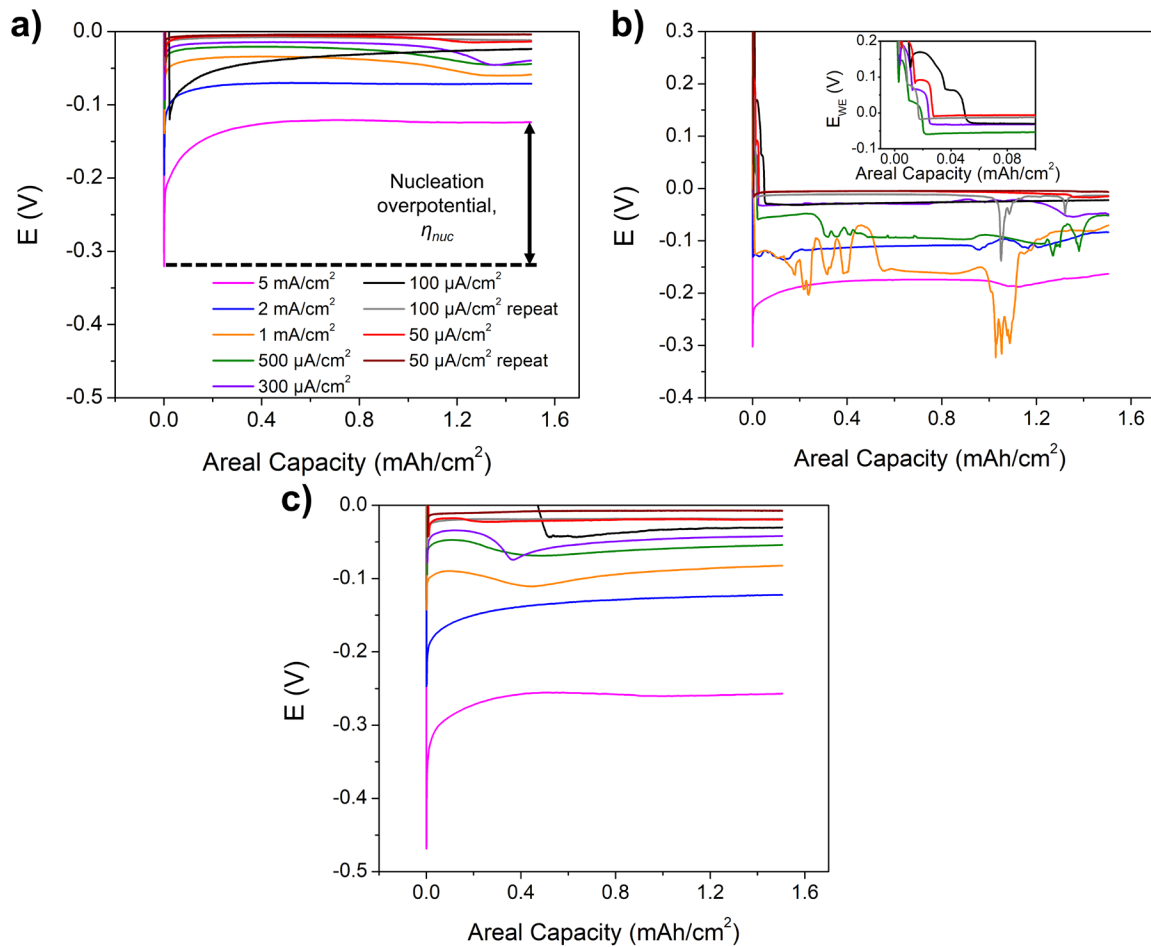 a)
0.0
-0.1
-0.2
-0.3
-0.4
-0.5
E (V)
Nucleation
overpotential,
ηnuc
5 mA/cm²
2 mA/cm²
1 mA/cm²
500 µA/cm²
300 µA/cm²
100 µA/cm²
100 µA/cm² repeat
50 µA/cm²
50 µA/cm² repeat
0.0 0.4 0.8 1.2 1.6
Areal Capacity (mAh/cm²)
b)
0.3
0.2
0.1
0.0
-0.1
-0.2
-0.3
-0.4
E (V)
0.2
0.1
0.0
-0.1
EWE (V)
0.00 0.04 0.08
Areal Capacity (mAh/cm²)
0.0 0.4 0.8 1.2 1.6
Areal Capacity (mAh/cm²)
c)
0.0
-0.1
-0.2
-0.3
-0.4
-0.5
E (V)
0.0 0.4 0.8 1.2 1.6
Areal Capacity (mAh/cm²)